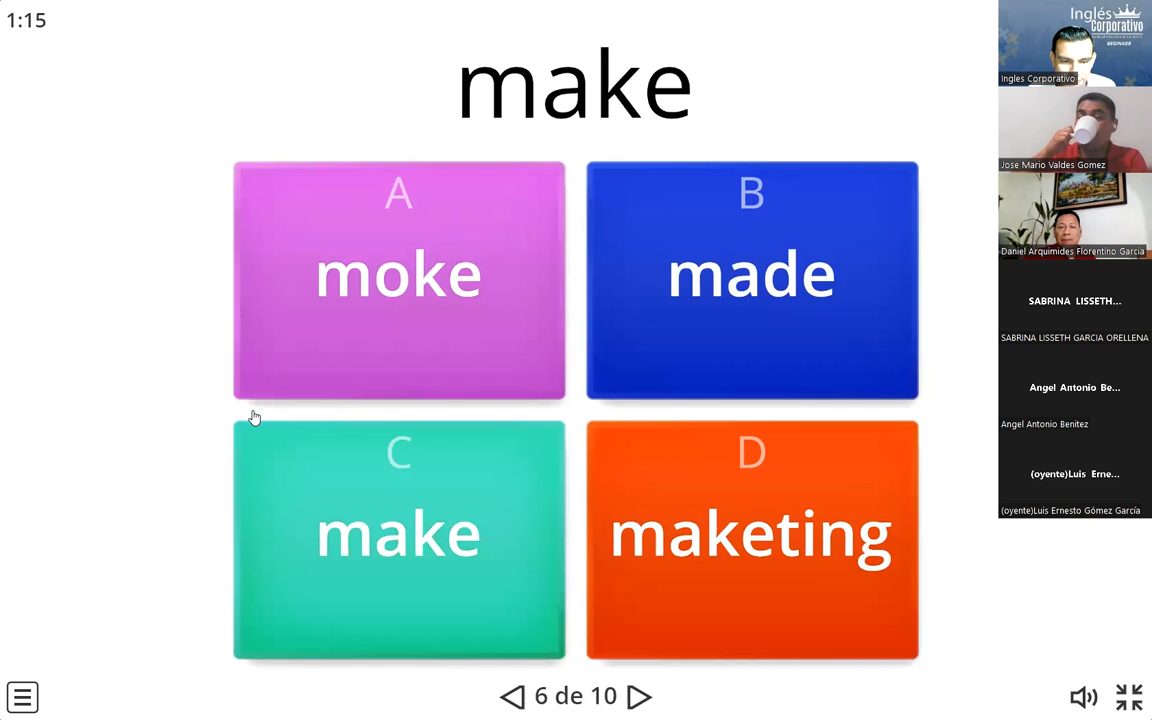 1:15
make
A
moke
B
made
C
make
D
maketing
6 de 10
Inglés
Corporativo
BEGINNER
Ingles Corporativo
Jose Mario Valdes Gomez
Daniel Arquimides Florentino Garcia
SABRINA LISSETH...
SABRINA LISSETH GARCIA ORELLENA
Angel Antonio Be...
Angel Antonio Benitez
(oyente)Luis Erne...
(oyente)Luis Ernesto Gómez García